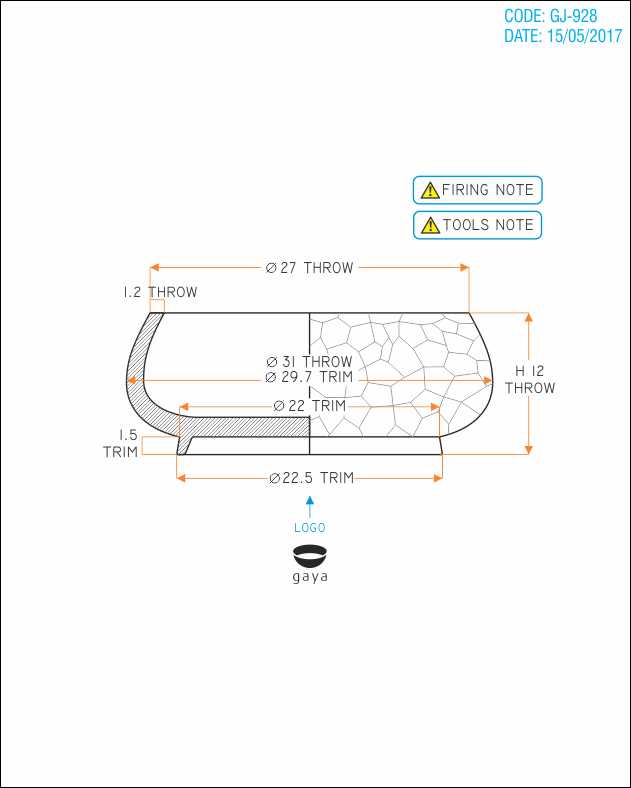 CODE: GJ-928
DATE: 15/05/2017
FIRING NOTE
TOOLS NOTE
Ø 27 THROW
1.2 THROW
Ø 31 THROW
Ø 29.7 TRIM
H 12
THROW
Ø 22 TRIM
1.5
TRIM
Ø 22.5 TRIM
LOGO
gaya